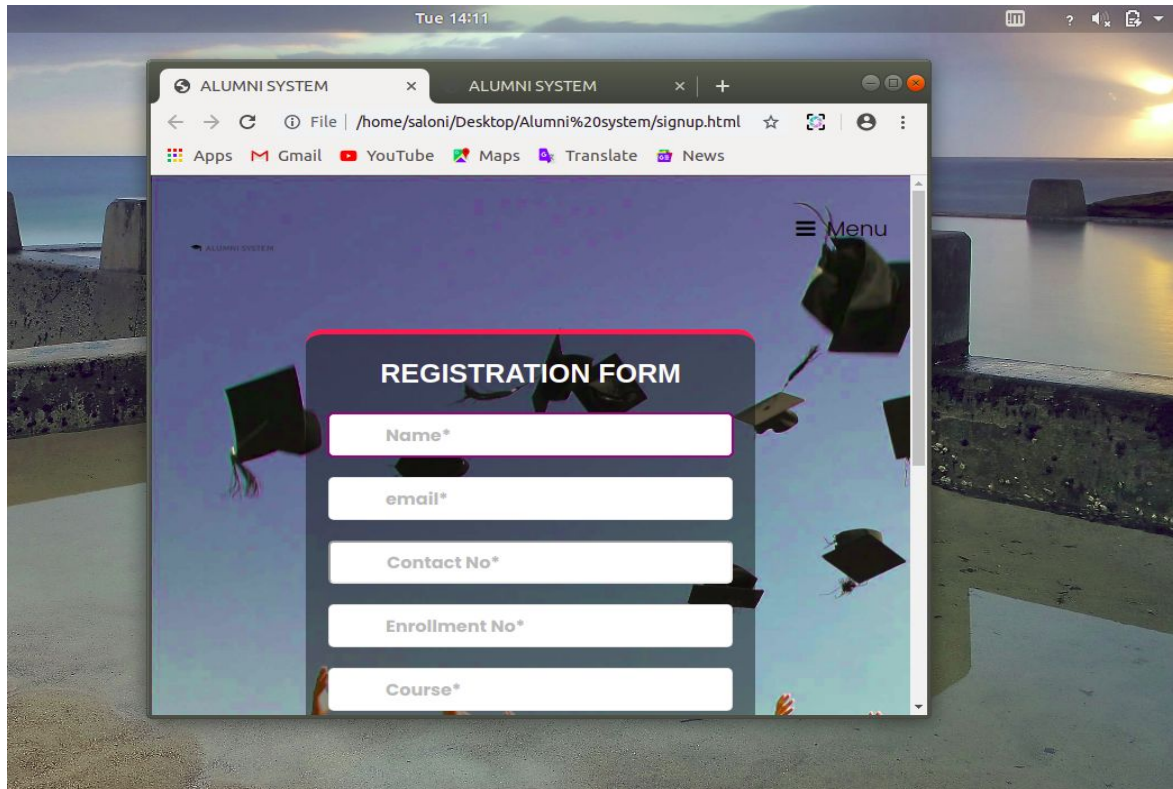 Tue 14:11
?
ALUMNI SYSTEM × ALUMNI SYSTEM × +
File | /home/saloni/Desktop/Alumni%20system/signup.html
Apps Gmail YouTube Maps Translate News
Menu
ALUMNI SYSTEM
REGISTRATION FORM
Name*
email*
Contact No*
Enrollment No*
Course*